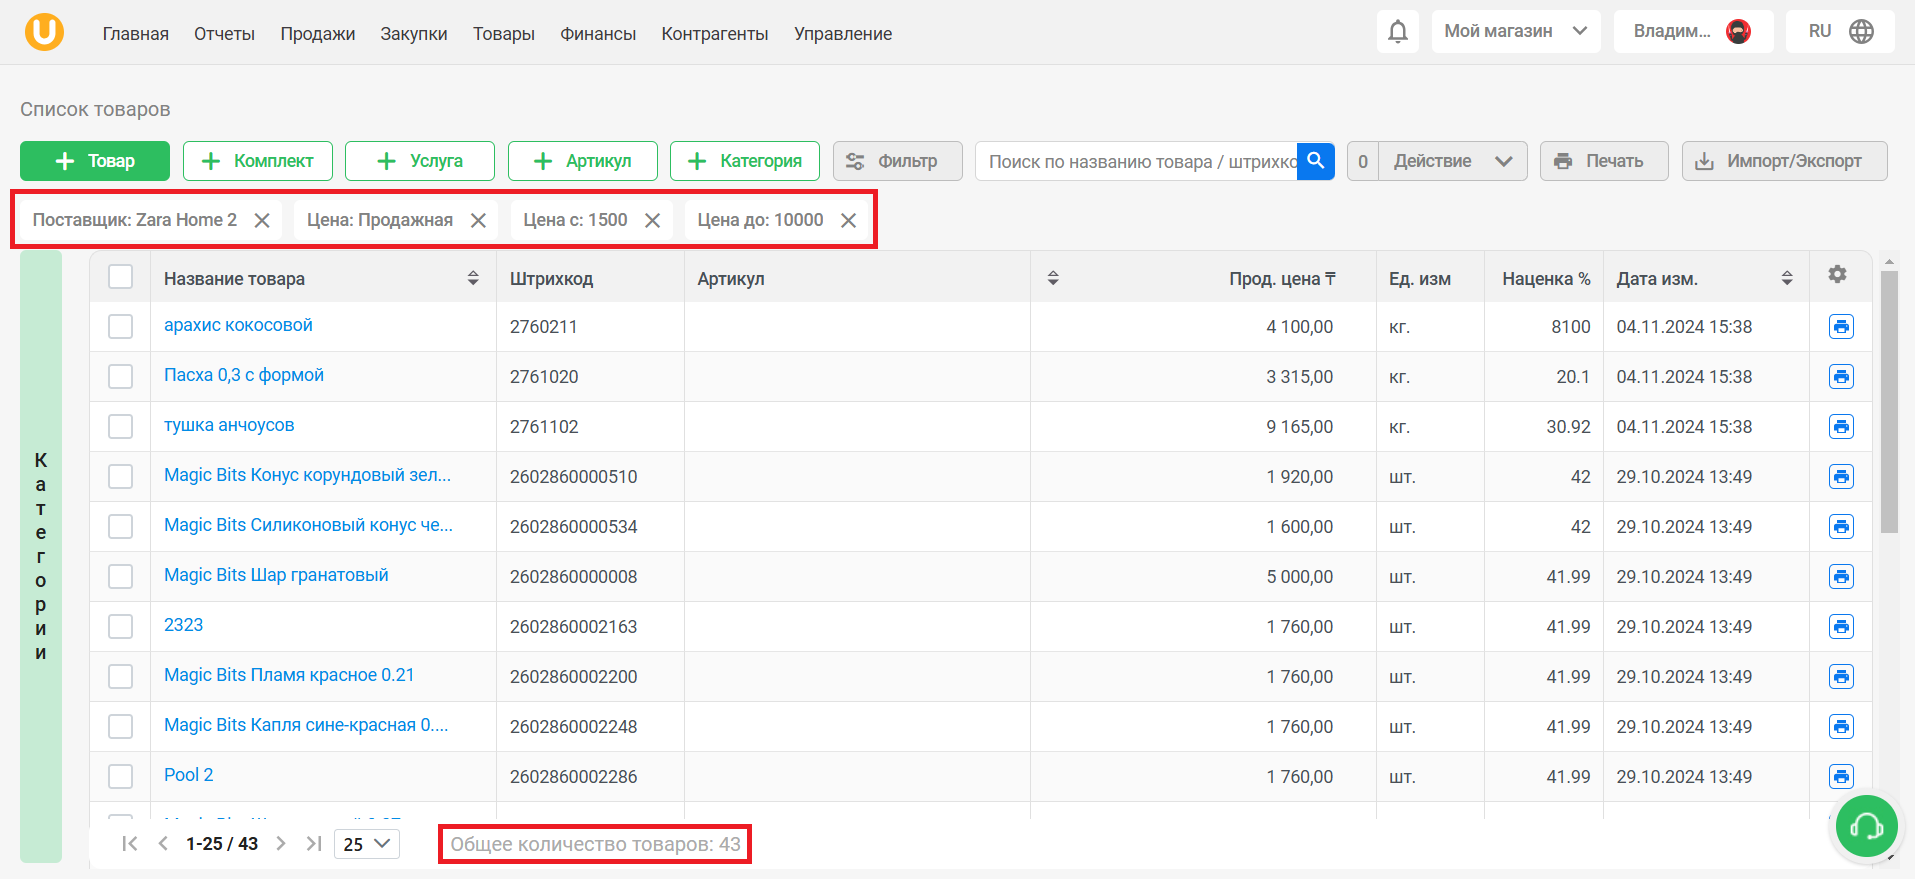 Главная Отчеты Продажи Закупки Товары Финансы Контрагенты Управление Мой магазин Владим... RU
Список товаров
Товар Комплект Услуга Артикул Категория Фильтр Поиск по названию товара / штрихко 0 Действие Печать Импорт/Экспорт
Поставщик: Zara Home 2 Цена: Продажная Цена с: 1500 Цена до: 10000
Категории
Название товара Штрихкод Артикул Прод. цена ₸ Ед. изм Наценка % Дата изм.
арахис кокосовой 2760211 4 100,00 кг. 8100 04.11.2024 15:38
Пасха 0,3 с формой 2761020 3 315,00 кг. 20.1 04.11.2024 15:38
тушка анчоусов 2761102 9 165,00 кг. 30.92 04.11.2024 15:38
Magic Bits Конус корундовый зел... 2602860000510 1 920,00 шт. 42 29.10.2024 13:49
Magic Bits Силиконовый конус че... 2602860000534 1 600,00 шт. 42 29.10.2024 13:49
Magic Bits Шар гранатовый 2602860000008 5 000,00 шт. 41.99 29.10.2024 13:49
2323 2602860002163 1 760,00 шт. 41.99 29.10.2024 13:49
Magic Bits Пламя красное 0.21 2602860002200 1 760,00 шт. 41.99 29.10.2024 13:49
Magic Bits Капля сине-красная 0.... 2602860002248 1 760,00 шт. 41.99 29.10.2024 13:49
Pool 2 2602860002286 1 760,00 шт. 41.99 29.10.2024 13:49
1-25 / 43 25 Общее количество товаров: 43